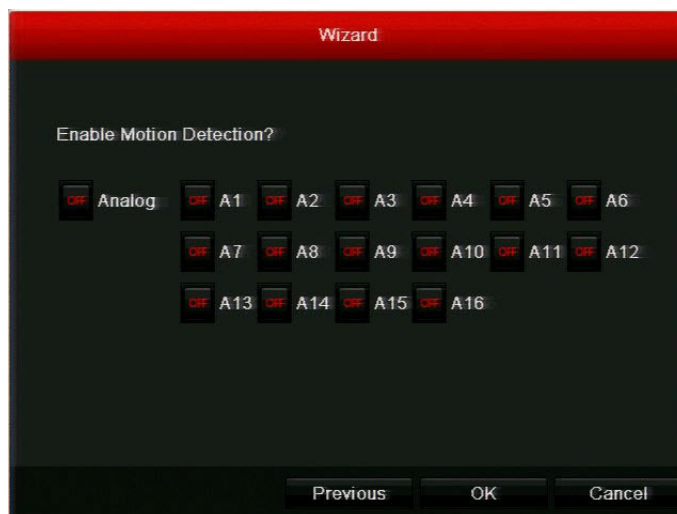 Wizard
Enable Motion Detection?
OFF Analog OFF A1 OFF A2 OFF A3 OFF A4 OFF A5 OFF A6
OFF A7 OFF A8 OFF A9 OFF A10 OFF A11 OFF A12
OFF A13 OFF A14 OFF A15 OFF A16
Previous OK Cancel